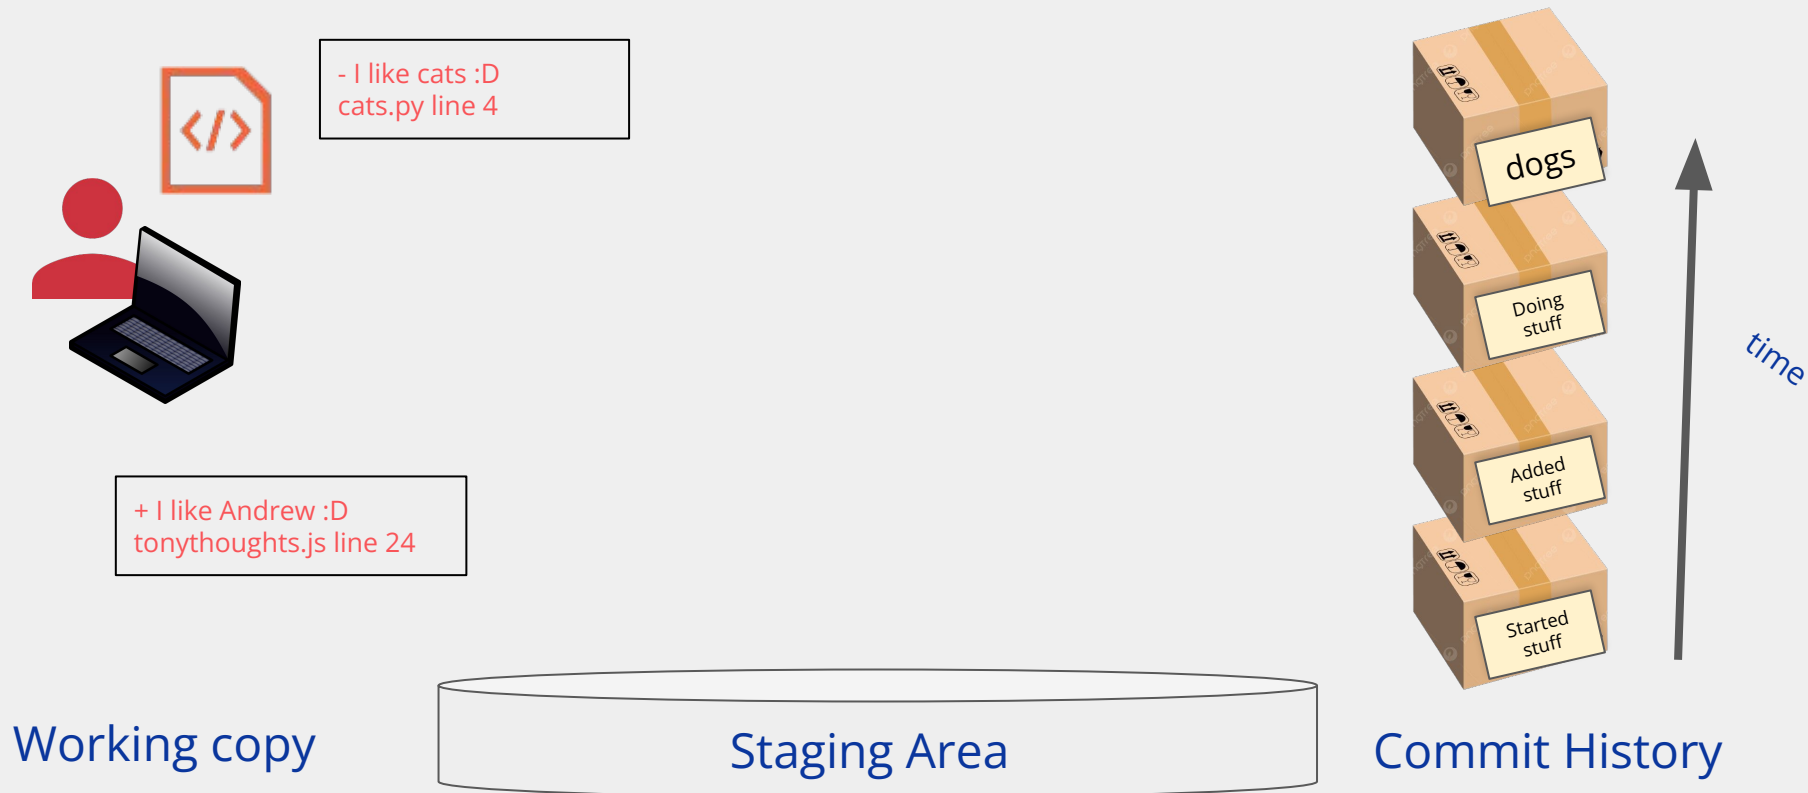 - I like cats :D
cats.py line 4
dogs
Doing
stuff
time
Added
stuff
+ I like Andrew :D
tonythoughts.js line 24
Started
stuff
Working copy
Staging Area
Commit History